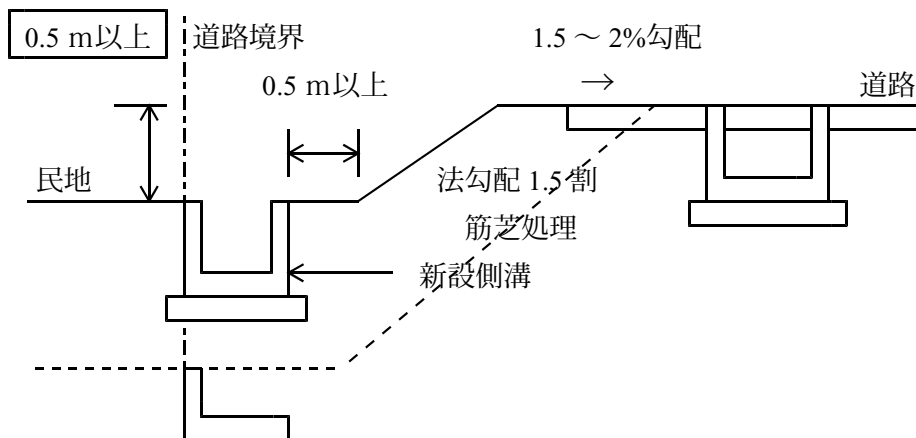 0.5 m以上
道路境界
1.5 ～ 2%勾配
0.5 m以上
→
道路
民地
法勾配 1.5 割
筋芝処理
新設側溝